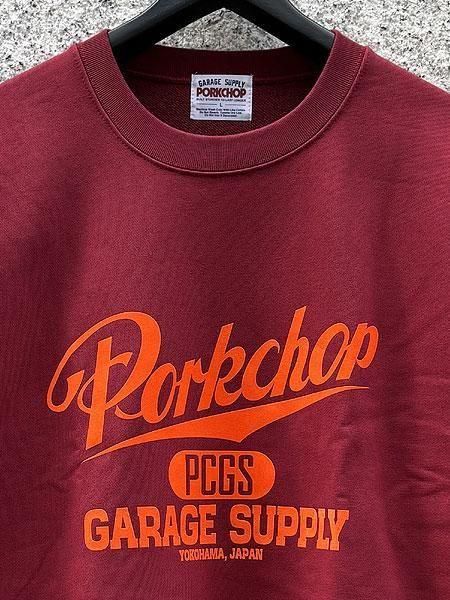 GARAGE SUPPLY
PORKCHOP
L
Porkchop
PCGS
GARAGE SUPPLY
YOKOHAMA, JAPAN